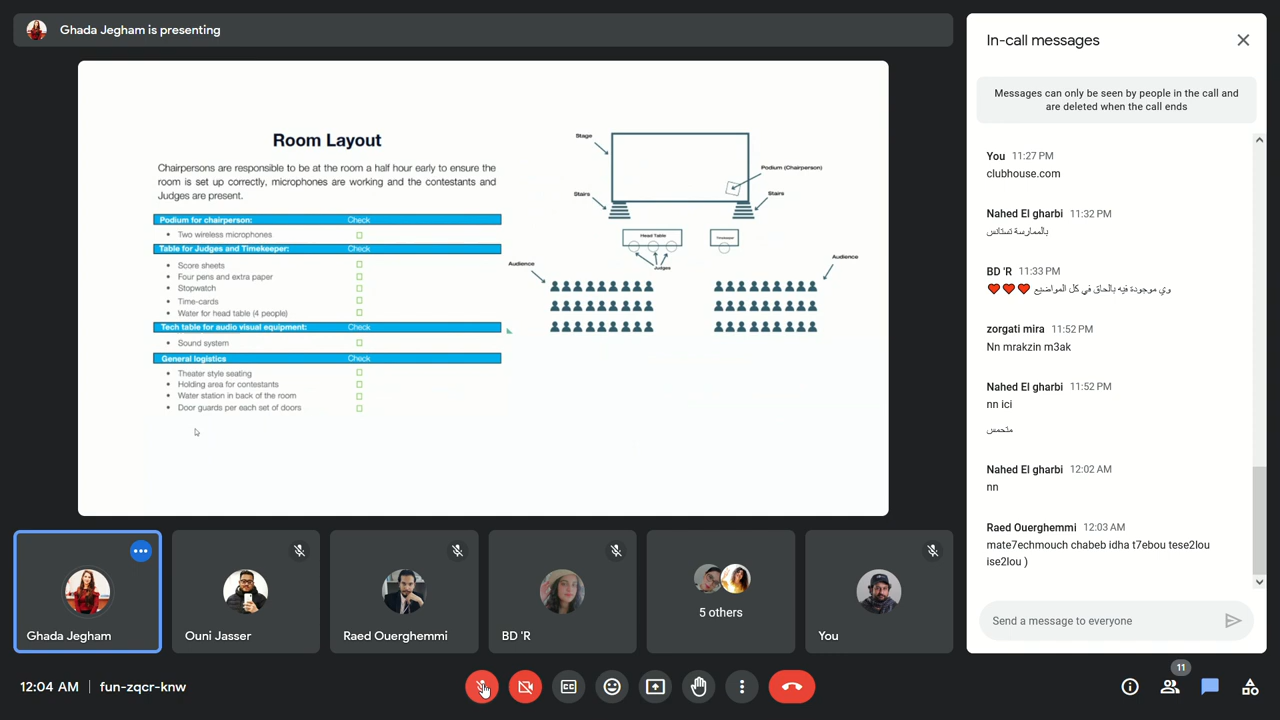 Ghada Jegham is presenting
Room Layout
Chairpersons are responsible to be at the room a half hour early to ensure the
room is set up correctly, microphones are working and the contestants and
Judges are present.
Podium for chairperson: Check
• Two wireless microphones
Table for Judges and Timekeeper: Check
• Score sheets
• Four pens and extra paper
• Stopwatch
• Time-cards
• Water for head table (4 people)
Tech table for audio visual equipment: Check
• Sound system
General logistics Check
• Theater style seating
• Holding area for contestants
• Water station in back of the room
• Door guards per each set of doors
Stage
Podium (Chairperson)
Stairs
Stairs
Head Table
Timekeeper
Judges
Audience
Audience
Ghada Jegham
Ouni Jasser
Raed Ouerghemmi
BD 'R
5 others
You
12:04 AM | fun-zqcr-knw
In-call messages
Messages can only be seen by people in the call and
are deleted when the call ends
You 11:27 PM
clubhouse.com
Nahed El gharbi 11:32 PM
بالممارسة تستانس
BD 'R 11:33 PM
وي موجودة فيه بالحاق في كل المواضيع ❤️❤️❤️
zorgati mira 11:52 PM
Nn mrakzin m3ak
Nahed El gharbi 11:52 PM
nn ici
متحمس
Nahed El gharbi 12:02 AM
nn
Raed Ouerghemmi 12:03 AM
mate7echmouch chabeb idha t7ebou tese2lou
ise2lou )
Send a message to everyone
11